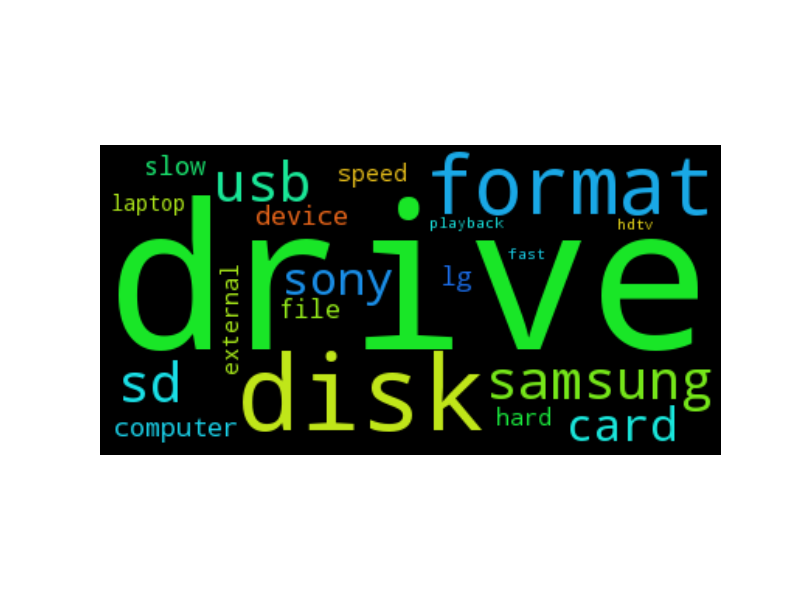 slow
usb
speed
format
laptop
device
playback
hdtv
drive
fast
sony
lg
external
file
disk
sd
samsung
hard
card
computer